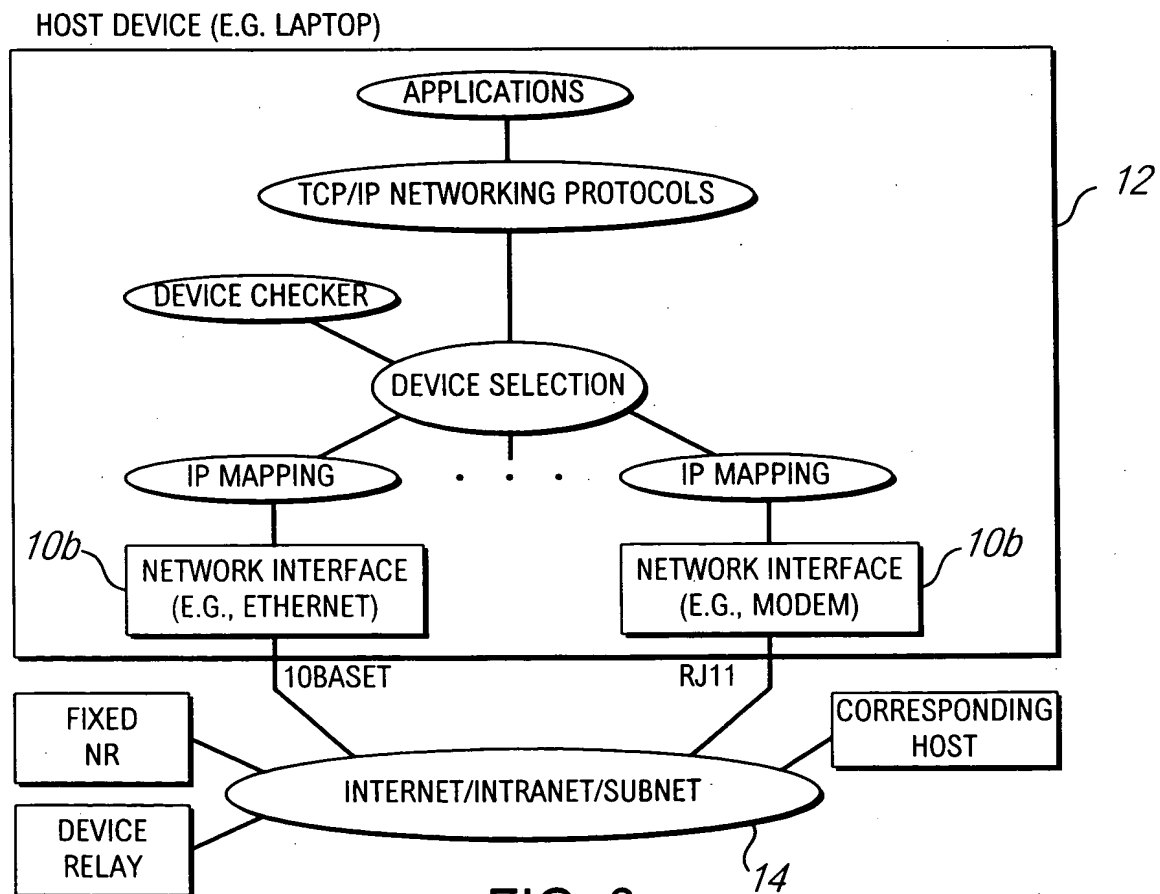 HOST DEVICE (E.G. LAPTOP)
APPLICATIONS
TCP/IP NETWORKING PROTOCOLS
12
DEVICE CHECKER
DEVICE SELECTION
IP MAPPING
. . .
IP MAPPING
10b
NETWORK INTERFACE
(E.G., ETHERNET)
NETWORK INTERFACE
(E.G., MODEM)
10b
10BASET
RJ11
FIXED
NR
CORRESPONDING
HOST
INTERNET/INTRANET/SUBNET
DEVICE
RELAY
14